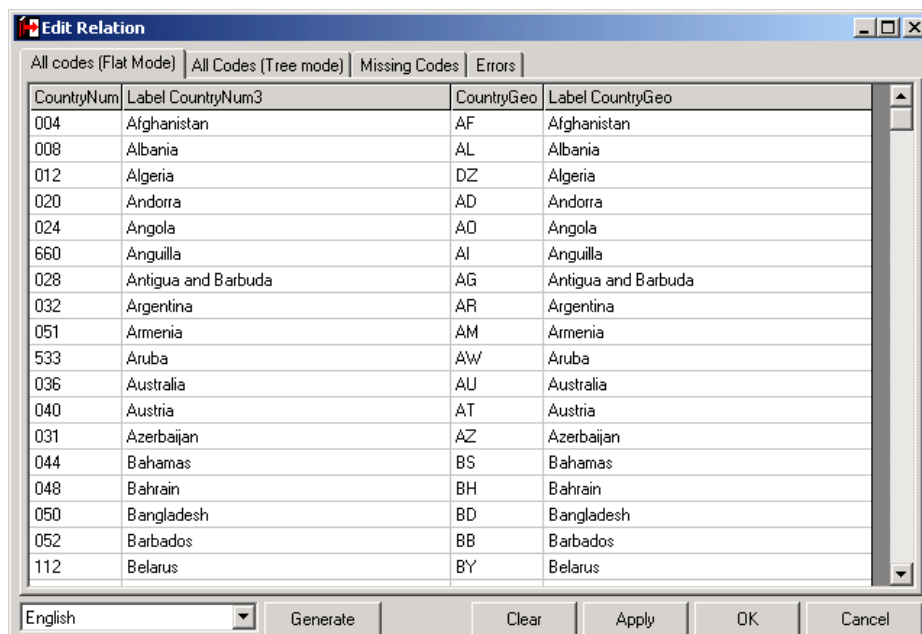 Edit Relation
All codes (Flat Mode) All Codes (Tree mode) Missing Codes Errors
CountryNum Label CountryNum3 CountryGeo Label CountryGeo
004 Afghanistan AF Afghanistan
008 Albania AL Albania
012 Algeria DZ Algeria
020 Andorra AD Andorra
024 Angola AO Angola
660 Anguilla AI Anguilla
028 Antigua and Barbuda AG Antigua and Barbuda
032 Argentina AR Argentina
051 Armenia AM Armenia
533 Aruba AW Aruba
036 Australia AU Australia
040 Austria AT Austria
031 Azerbaijan AZ Azerbaijan
044 Bahamas BS Bahamas
048 Bahrain BH Bahrain
050 Bangladesh BD Bangladesh
052 Barbados BB Barbados
112 Belarus BY Belarus
English Generate Clear Apply OK Cancel